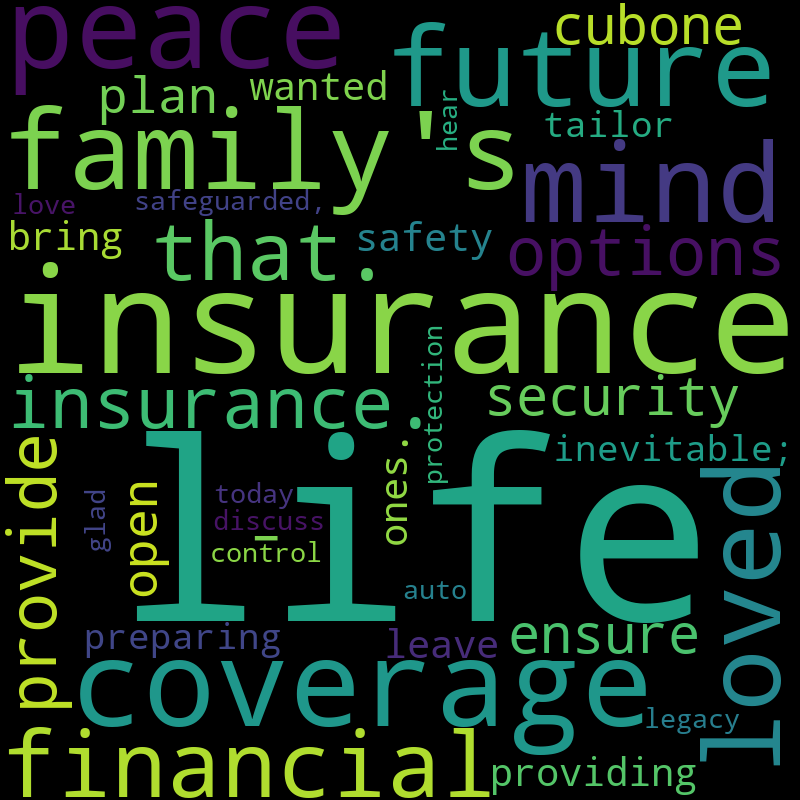 peace
cubone
future
plan.
wanted
family's
hear
tailor
mind
love
safeguarded,
bring
that.
safety
options
insurance
insurance.
protection
security
provide
life
inevitable;
loved
ones.
glad
open
today
discuss
-
control
auto
preparing
leave
ensure
coverage
legacy
financial
providing